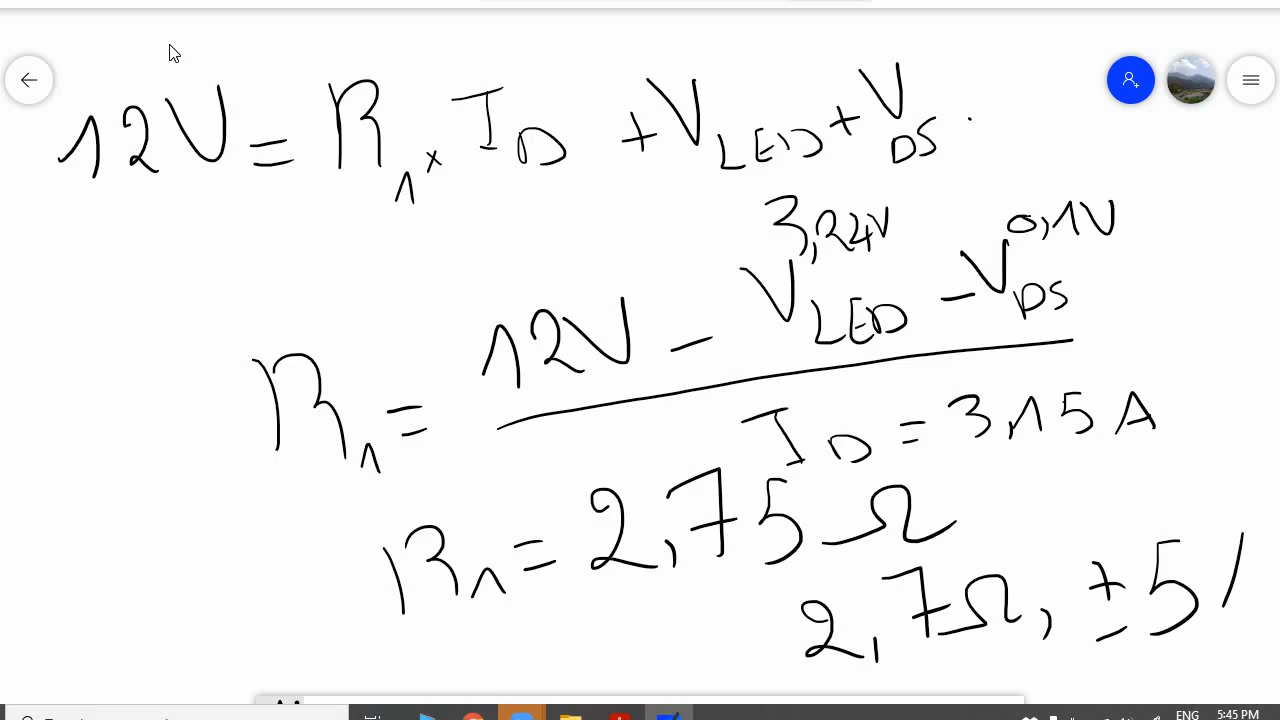 12V = R1 × ID + VLED + VDS.
3,24V 0,1V
R1 = 12V - VLED - VDS
ID = 3,15 A
R1 = 2,75 Ω
2,7Ω, ± 5/
ENG 5:45 PM